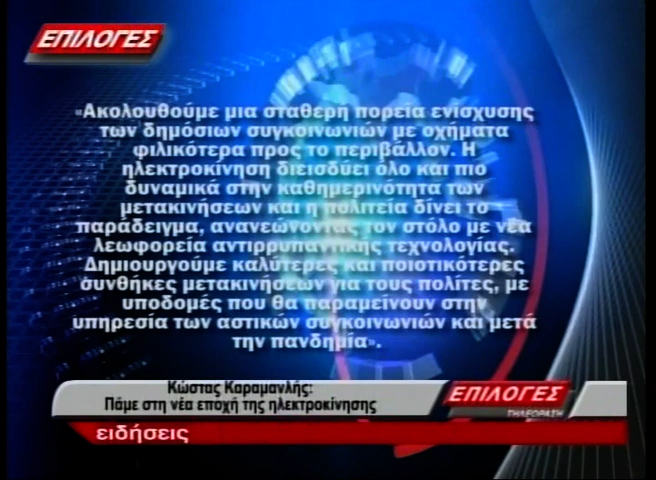 ΕΠΙΛΟΓΕΣ
«Ακολουθούμε μια σταθερή πορεία ενίσχυσης
των δημόσιων συγκοινωνιών με οχήματα
φιλικότερα προς το περιβάλλον. Η
ηλεκτροκίνηση διεισδύει όλο και πιο
δυναμικά στην καθημερινότητα των
μετακινήσεων και η πολιτεία δίνει το
παράδειγμα, ανανεώνοντας τον στόλο με νέα
λεωφορεία αντιρρυπαντικής τεχνολογίας.
Δημιουργούμε καλύτερες και ποιοτικότερες
συνθήκες μετακινήσεων για τους πολίτες, με
υποδομές που θα παραμείνουν στην
υπηρεσία των αστικών συγκοινωνιών και μετά
την πανδημία».
Κώστας Καραμανλής:
Πάμε στη νέα εποχή της ηλεκτροκίνησης
ΕΠΙΛΟΓΕΣ
ΤΗΛΕΟΡΑΣΗ
ειδήσεις